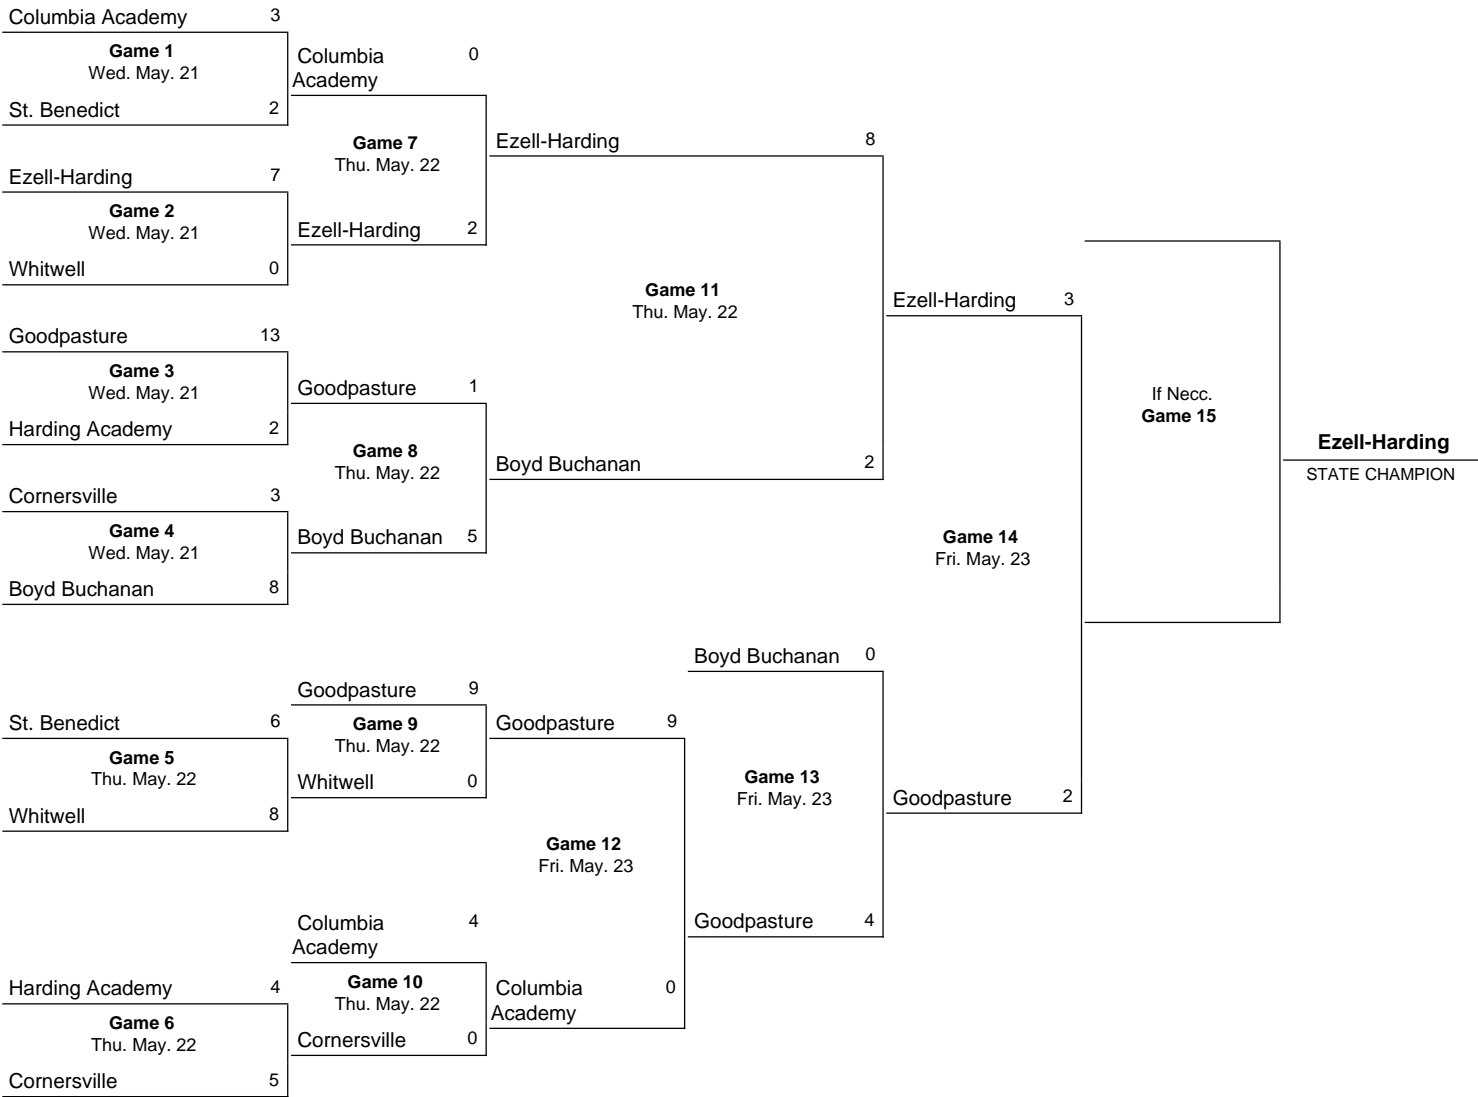 Columbia Academy 3
Game 1
Wed. May. 21
St. Benedict 2
Ezell-Harding 7
Game 2
Wed. May. 21
Whitwell 0
Goodpasture 13
Game 3
Wed. May. 21
Harding Academy 2
Cornersville 3
Game 4
Wed. May. 21
Boyd Buchanan 8
St. Benedict 6
Game 5
Thu. May. 22
Whitwell 8
Harding Academy 4
Game 6
Thu. May. 22
Cornersville 5
Columbia 0
Academy
Game 7
Thu. May. 22
Ezell-Harding 2
Goodpasture 1
Game 8
Thu. May. 22
Boyd Buchanan 5
Goodpasture 9
Game 9
Thu. May. 22
Whitwell 0
Columbia 4
Academy
Game 10
Thu. May. 22
Cornersville 0
Ezell-Harding 8
Game 11
Thu. May. 22
Boyd Buchanan 2
Goodpasture 9
Game 12
Fri. May. 23
Columbia 0
Academy
Boyd Buchanan 0
Game 13
Fri. May. 23
Goodpasture 4
Ezell-Harding 3
Game 14
Fri. May. 23
Goodpasture 2
If Necc.
Game 15
Ezell-Harding
STATE CHAMPION